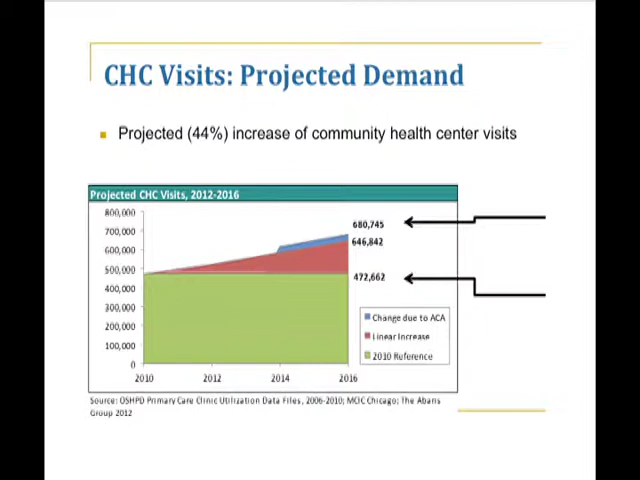 CHC Visits: Projected Demand
Projected (44%) increase of community health center visits
Projected CHC Visits, 2012-2016
800,000
700,000
600,000
500,000
400,000
300,000
200,000
100,000
0
680,745
646,842
472,662
Change due to ACA
Linear Increase
2010 Reference
2010 2012 2014 2016
Source: OSHPD Primary Care Clinic Utilization Data Files, 2006-2010; MCIC Chicago; The Abaris
Group 2012